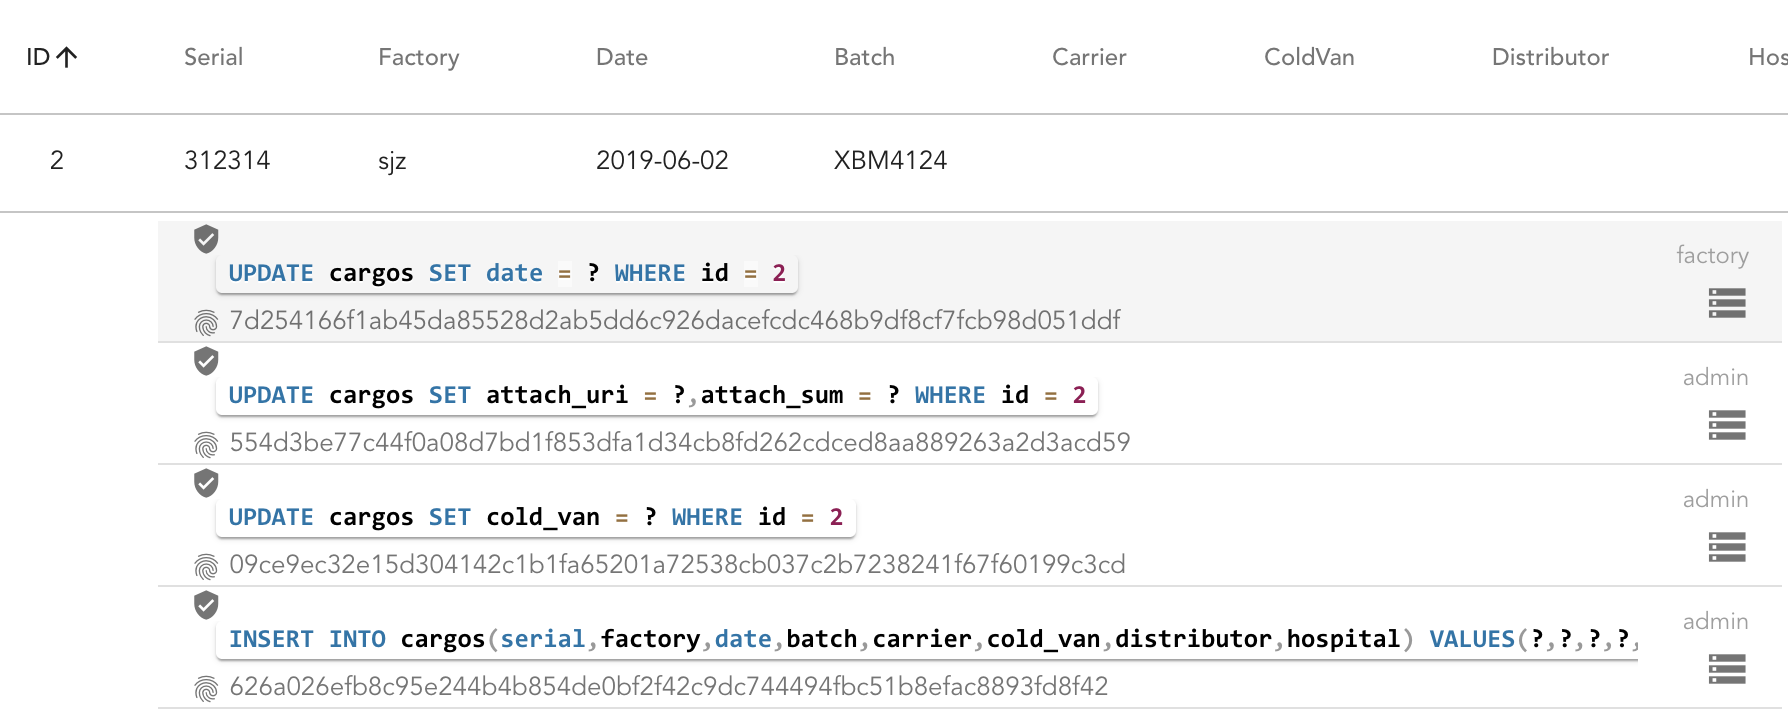 ID Serial Factory Date Batch Carrier ColdVan Distributor Hos
2 312314 sjz 2019-06-02 XBM4124
factory
UPDATE cargos SET date = ? WHERE id = 2
7d254166f1ab45da85528d2ab5dd6c926dacefcdc468b9df8cf7fcb98d051ddf
admin
UPDATE cargos SET attach_uri = ?,attach_sum = ? WHERE id = 2
554d3be77c44f0a08d7bd1f853dfa1d34cb8fd262cdced8aa889263a2d3acd59
admin
UPDATE cargos SET cold_van = ? WHERE id = 2
09ce9ec32e15d304142c1b1fa65201a72538cb037c2b7238241f67f60199c3cd
admin
INSERT INTO cargos(serial,factory,date,batch,carrier,cold_van,distributor,hospital) VALUES(?,?,?,?,
626a026efb8c95e244b4b854de0bf2f42c9dc744494fbc51b8efac8893fd8f42